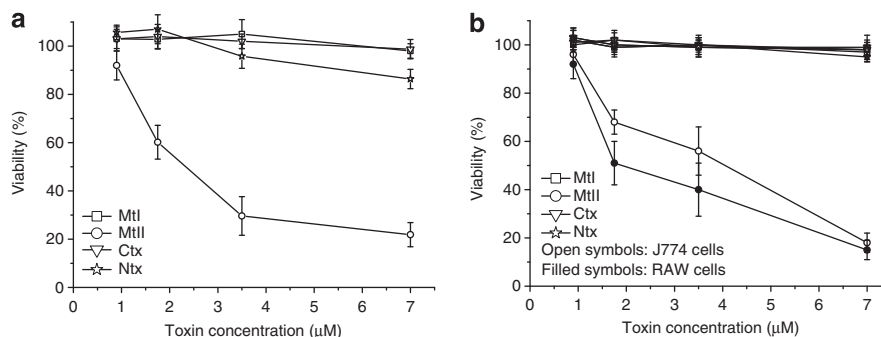 a
Viability (%)
100
80
60
40
20
0
MtI
MtII
Ctx
Ntx
0 1 2 3 4 5 6 7
Toxin concentration (μM)
b
Viability (%)
100
80
60
40
20
0
MtI
MtII
Ctx
Ntx
Open symbols: J774 cells
Filled symbols: RAW cells
0 1 2 3 4 5 6 7
Toxin concentration (μM)